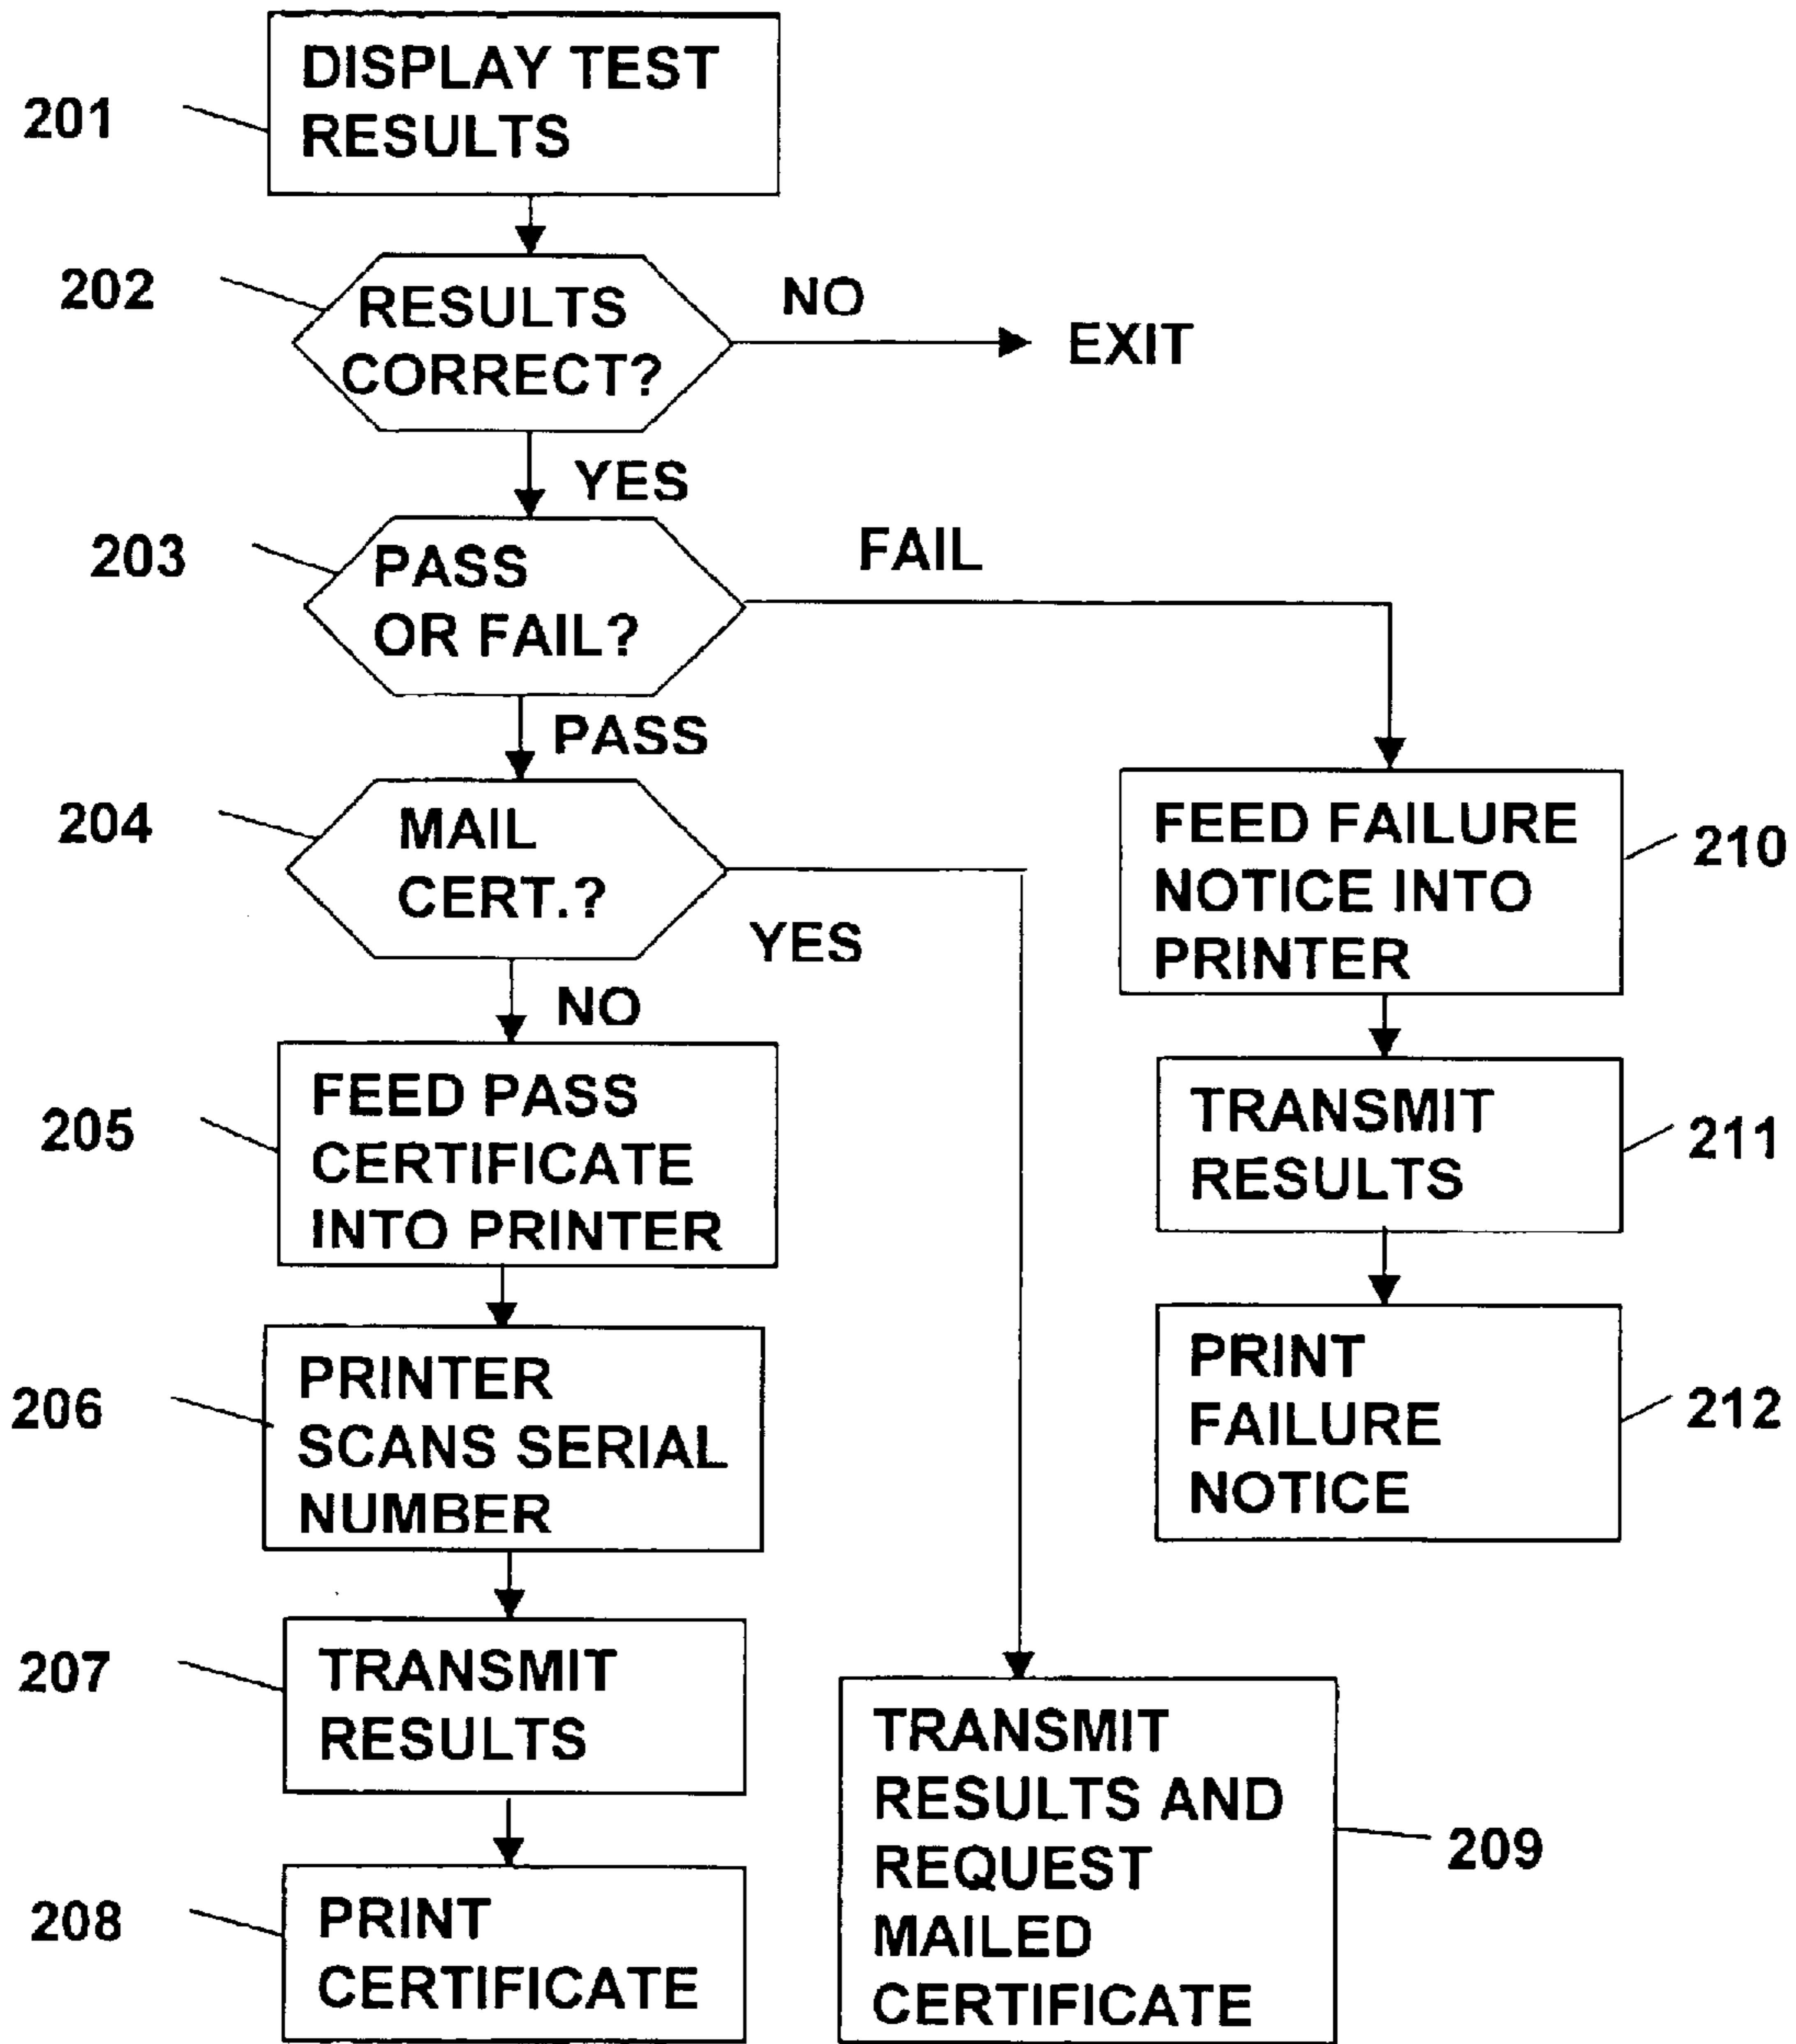 DISPLAY TEST
RESULTS
201
202
RESULTS
CORRECT?
NO
EXIT
YES
203
PASS
OR FAIL?
FAIL
PASS
204
MAIL
CERT.?
YES
NO
FEED FAILURE
NOTICE INTO
PRINTER
210
205
FEED PASS
CERTIFICATE
INTO PRINTER
TRANSMIT
RESULTS
211
206
PRINTER
SCANS SERIAL
NUMBER
PRINT
FAILURE
NOTICE
212
207
TRANSMIT
RESULTS
208
PRINT
CERTIFICATE
TRANSMIT
RESULTS AND
REQUEST
MAILED
CERTIFICATE
209